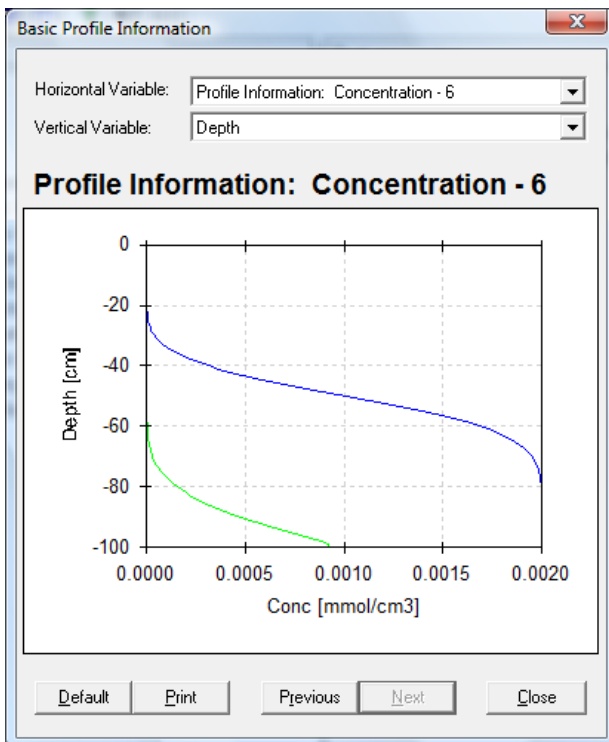 Basic Profile Information
Horizontal Variable: Profile Information: Concentration - 6
Vertical Variable: Depth
Profile Information: Concentration - 6
0
-20
-40
-60
-80
-100
Depth [cm]
0.0000 0.0005 0.0010 0.0015 0.0020
Conc [mmol/cm3]
Default Print Previous Next Close